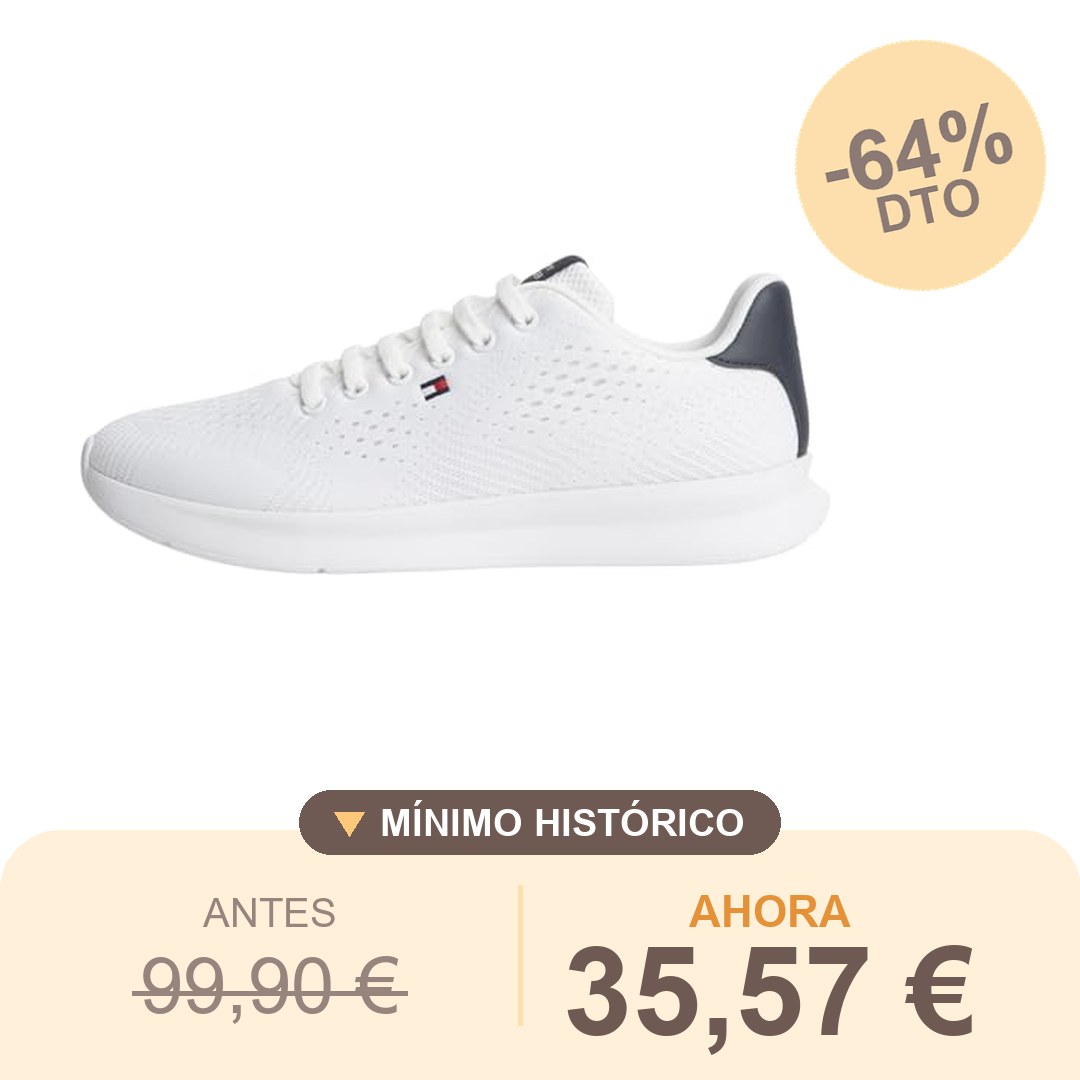 -64%
DTO
MÍNIMO HISTÓRICO
ANTES
99,90 €
AHORA
35,57 €